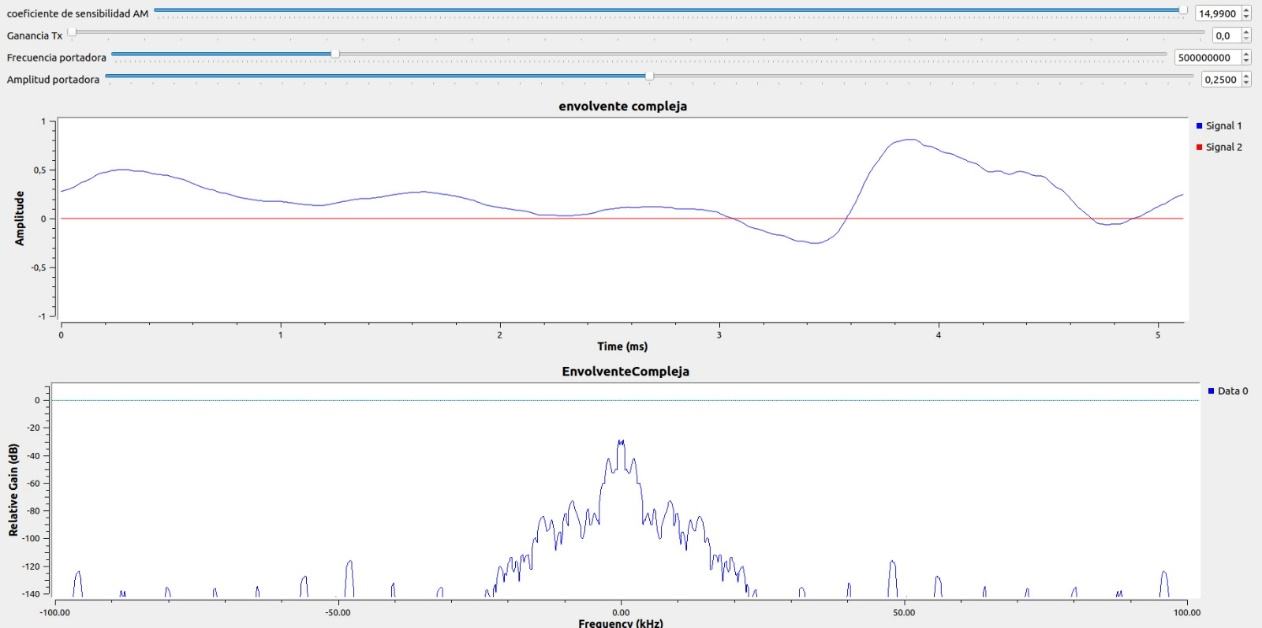 coeficiente de sensibilidad AM 14,9900
Ganancia Tx 0,0
Frecuencia portadora 500000000
Amplitud portadora 0,2500
envolvente compleja
Signal 1
Signal 2
Amplitude
1
0,5
0
-0,5
-1
0 1 2 3 4 5
Time (ms)
EnvolventeCompleja
Data 0
Relative Gain (dB)
0
-20
-40
-60
-80
-100
-120
-140
-100.00 -50.00 0.00 50.00 100.00
Frequency (kHz)